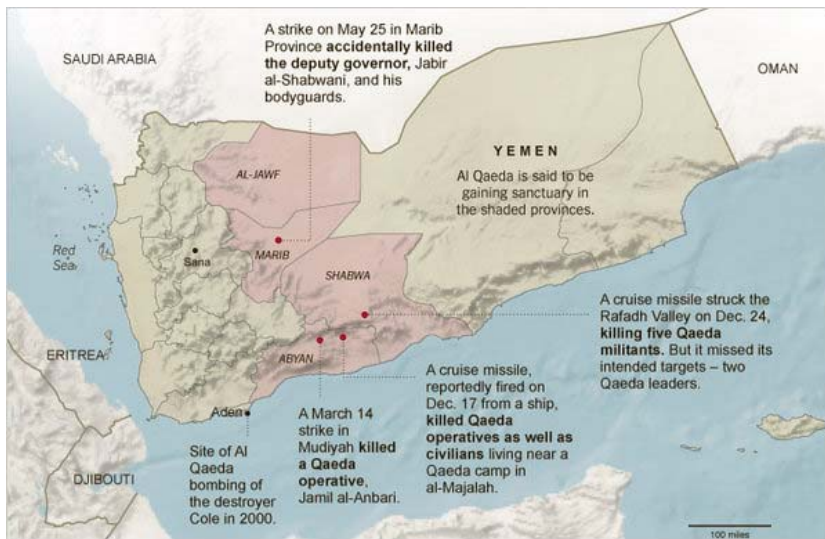 A strike on May 25 in Marib
Province accidentally killed
the deputy governor, Jabir
al-Shabwani, and his
bodyguards.
SAUDI ARABIA
OMAN
YEMEN
Al Qaeda is said to be
gaining sanctuary in
the shaded provinces.
AL-JAWF
Red
Sea
Sana
MARIB
SHABWA
A cruise missile struck the
Rafadh Valley on Dec. 24,
killing five Qaeda
militants. But it missed its
intended targets – two
Qaeda leaders.
ERITREA
ABYAN
Aden
A cruise missile,
reportedly fired on
Dec. 17 from a ship,
killed Qaeda
operatives as well as
civilians living near a
Qaeda camp in
al-Majalah.
A March 14
strike in
Mudiyah killed
a Qaeda
operative,
Jamil al-Anbari.
Site of Al
Qaeda
bombing of
the destroyer
Cole in 2000.
DJIBOUTI
100 miles